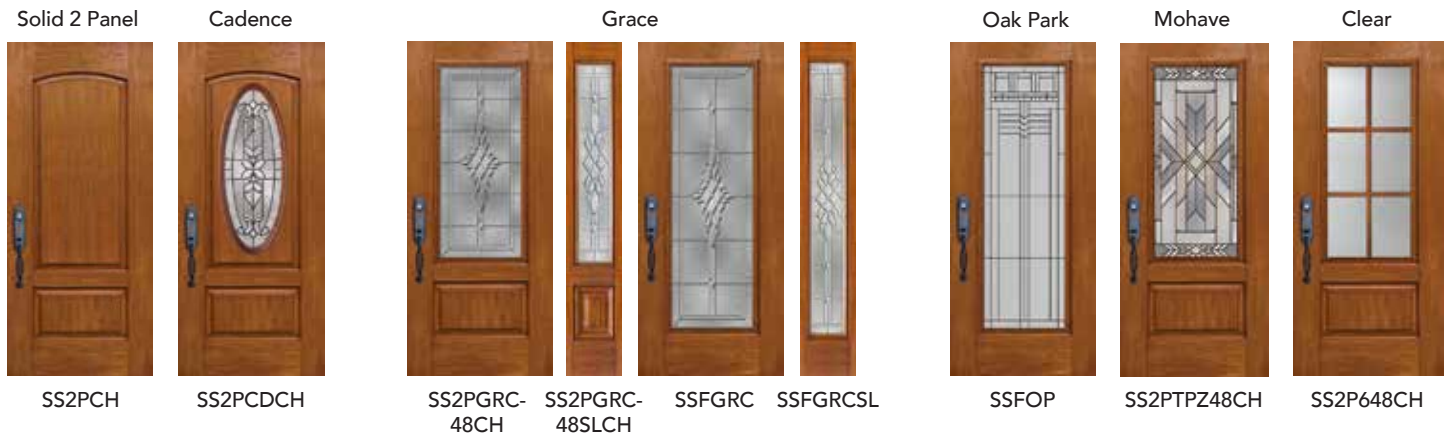 Solid 2 Panel
Cadence
Grace
Oak Park
Mohave
Clear
SS2PCH
SS2PCDCH
SS2PGRC-
48CH
SS2PGRC-
48SLCH
SSFGRC
SSFGRCSL
SSFOP
SS2PTPZ48CH
SS2P648CH